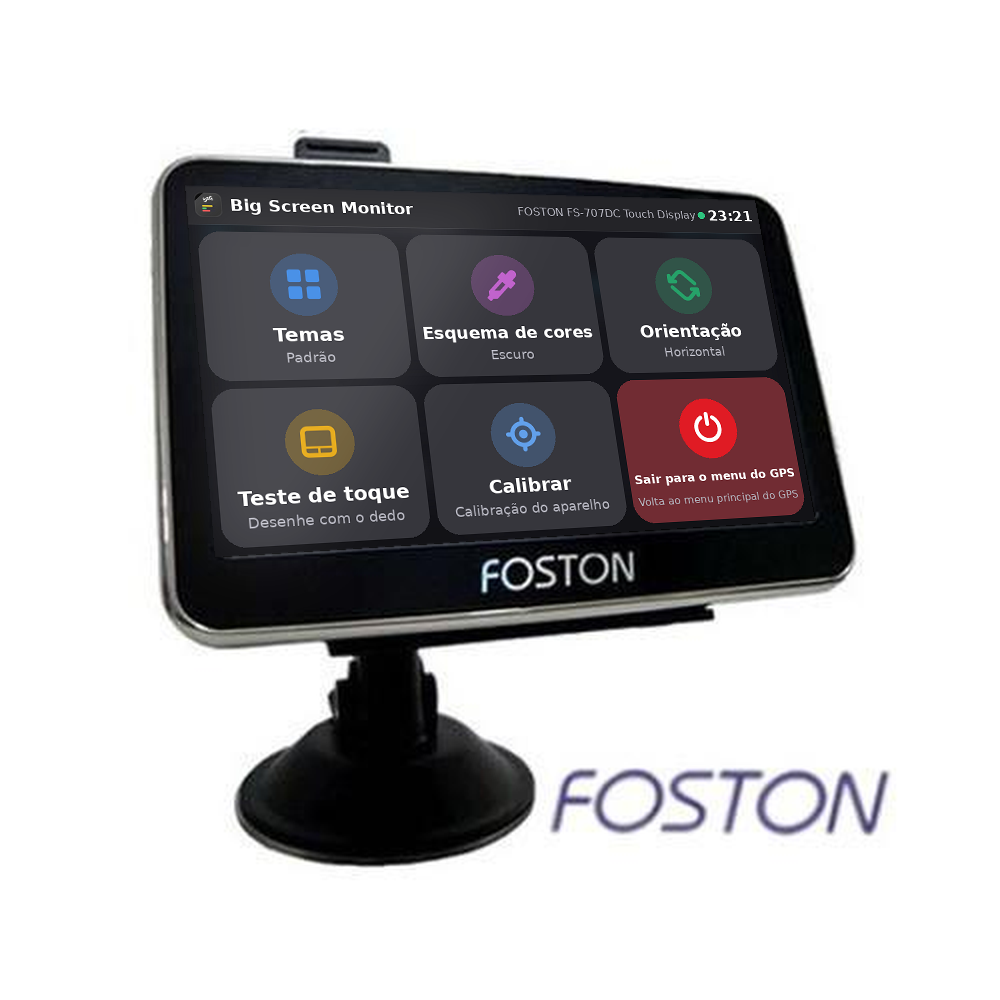 Big Screen Monitor
FOSTON FS-707DC Touch Display
23:21
Temas
Padrão
Esquema de cores
Escuro
Orientação
Horizontal
Teste de toque
Desenhe com o dedo
Calibrar
Calibração do aparelho
Sair para o menu do GPS
Volta ao menu principal do GPS
FOSTON
FOSTON